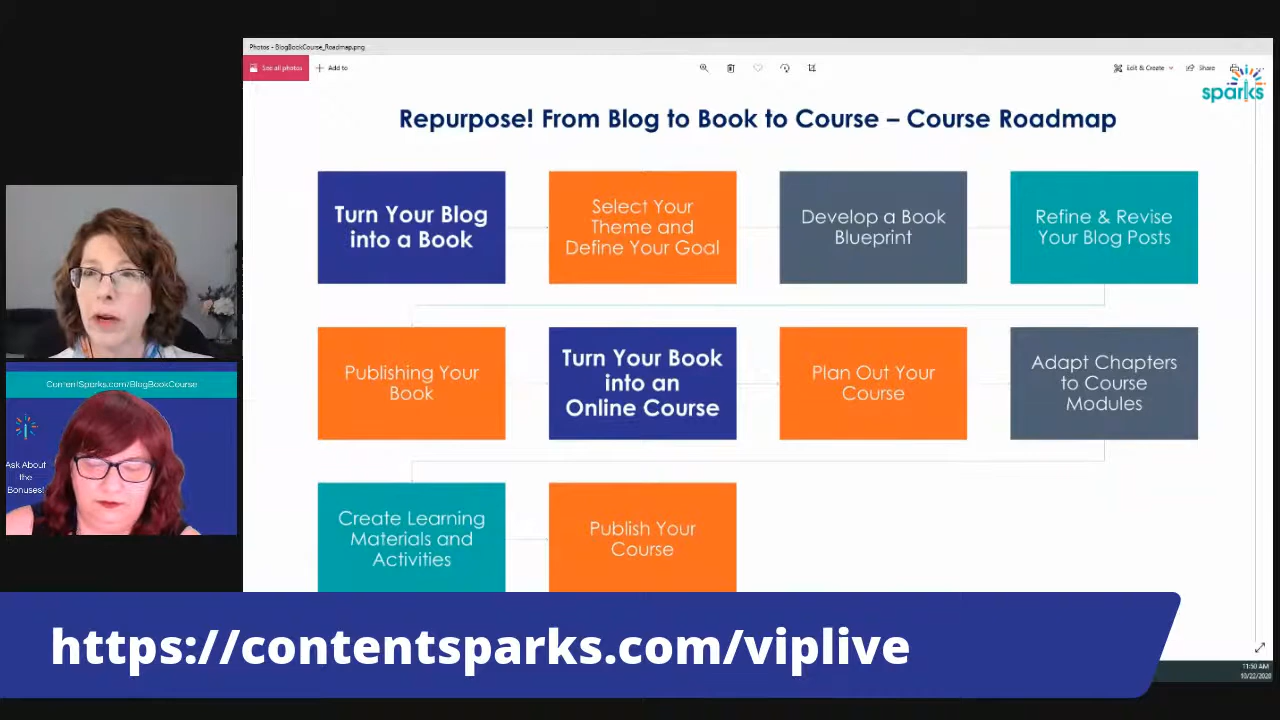 Photos - BlogBookCourse_Roadmap.png
See all photos
Add to
Edit & Create
Share
sparks
Repurpose! From Blog to Book to Course – Course Roadmap
Turn Your Blog
into a Book
Select Your
Theme and
Define Your Goal
Develop a Book
Blueprint
Refine & Revise
Your Blog Posts
Publishing Your
Book
Turn Your Book
into an
Online Course
Plan Out Your
Course
Adapt Chapters
to Course
Modules
Create Learning
Materials and
Activities
Publish Your
Course
ContentSparks.com/BlogBookCourse
Ask About
the
Bonuses!
https://contentsparks.com/viplive
11:50 AM